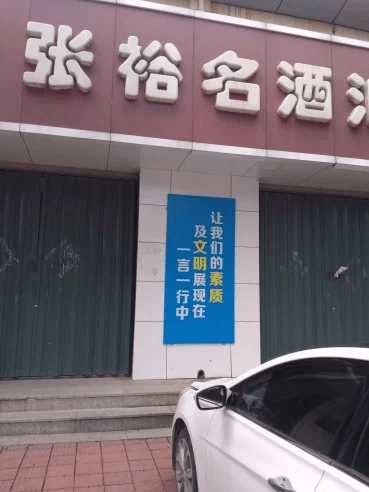 张裕名酒
让我们的素质
及文明展现在
一言一行中